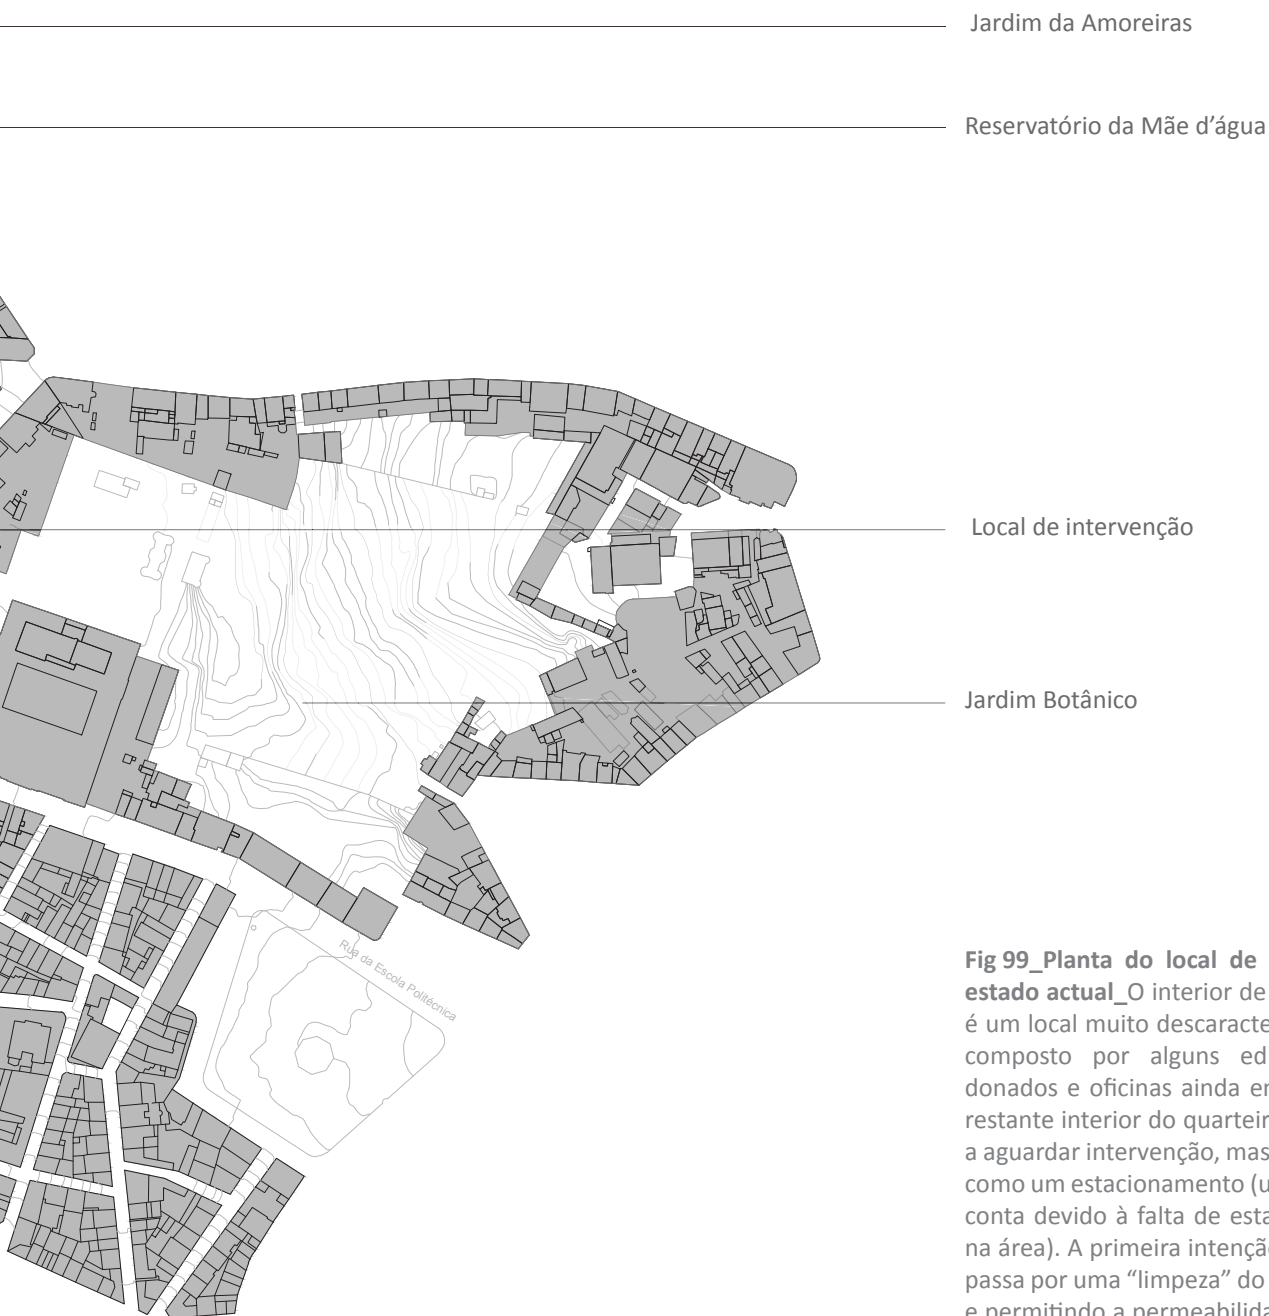 Jardim da Amoreiras
Reservatório da Mãe d’água
Local de intervenção
Jardim Botânico
Rua da Escola Politécnica
Fig 99_Planta do local de
estado actual_O interior de
é um local muito descaracte
composto por alguns ed
donados e oficinas ainda e
restante interior do quarteir
a aguardar intervenção, mas
como um estacionamento (u
conta devido à falta de esta
na área). A primeira intençã
passa por uma “limpeza” do
e permitindo a permeabilida